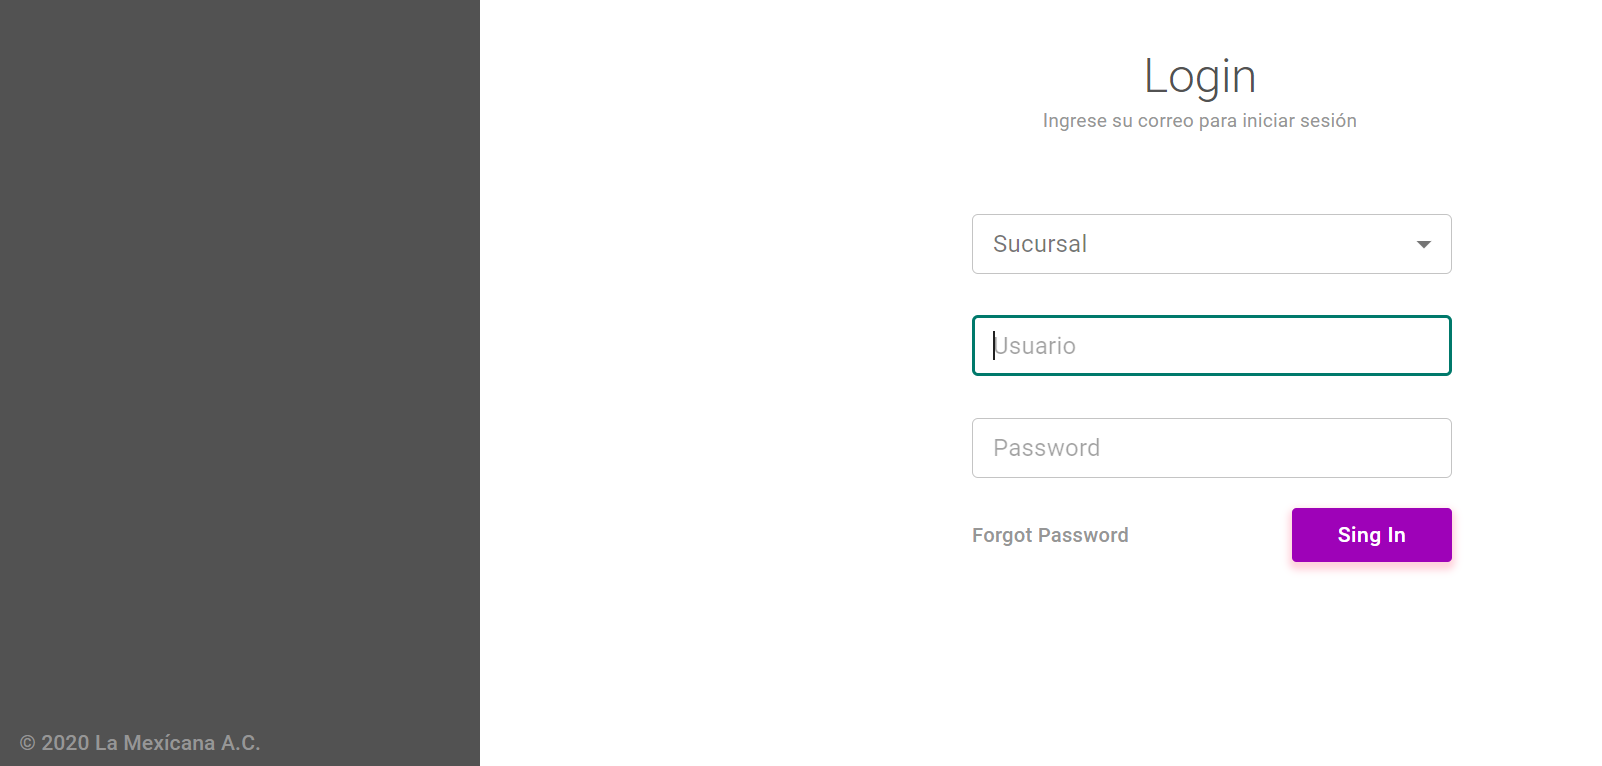 Login
Ingrese su correo para iniciar sesión
Sucursal
Usuario
Password
Forgot Password
Sing In
© 2020 La Mexícana A.C.